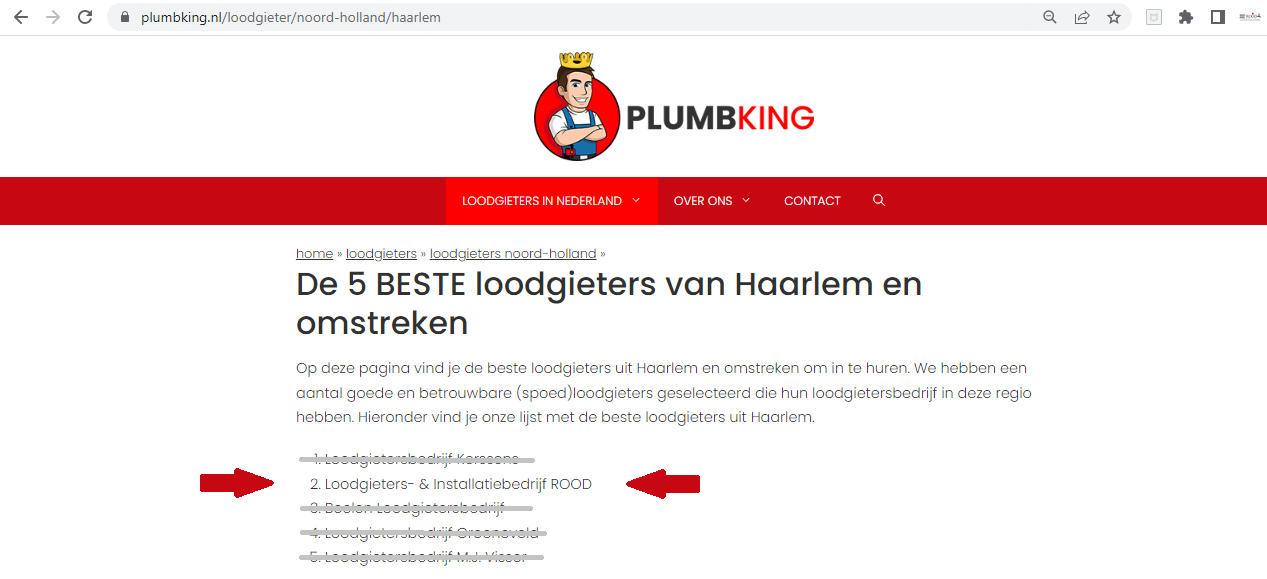 plumbking.nl/loodgieter/noord-holland/haarlem
PLUMBKING
LOODGIETERS IN NEDERLAND OVER ONS CONTACT
home » loodgieters » loodgieters noord-holland »
De 5 BESTE loodgieters van Haarlem en
omstreken
Op deze pagina vind je de beste loodgieters uit Haarlem en omstreken om in te huren. We hebben een
aantal goede en betrouwbare (spoed)loodgieters geselecteerd die hun loodgietersbedrijf in deze regio
hebben. Hieronder vind je onze lijst met de beste loodgieters uit Haarlem.
1. Loodgietersbedrijf Kerssens
2. Loodgieters- & Installatiebedrijf ROOD
3. Beelen Loodgietersbedrijf
4. Loodgietersbedrijf Groeneveld
5. Loodgietersbedrijf M.J. Visser